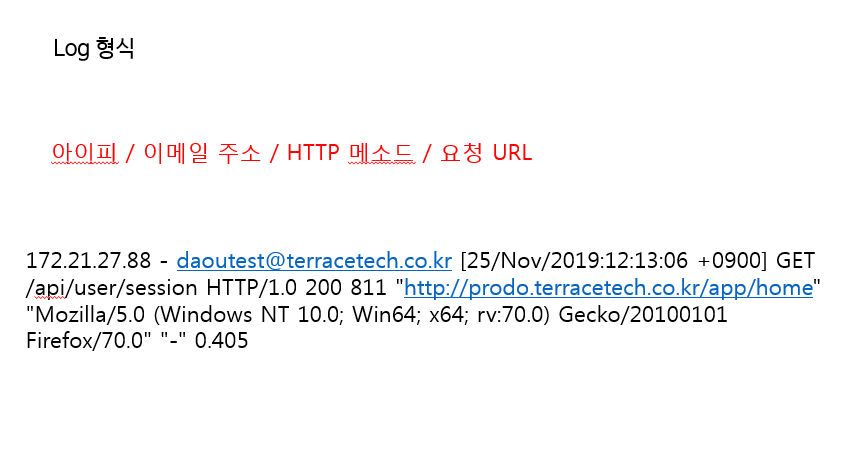 Log 형식
아이피 / 이메일 주소 / HTTP 메소드 / 요청 URL
172.21.27.88 - daoutest@terracetech.co.kr [25/Nov/2019:12:13:06 +0900] GET
/api/user/session HTTP/1.0 200 811 "http://prodo.terracetech.co.kr/app/home"
"Mozilla/5.0 (Windows NT 10.0; Win64; x64; rv:70.0) Gecko/20100101
Firefox/70.0" "-" 0.405